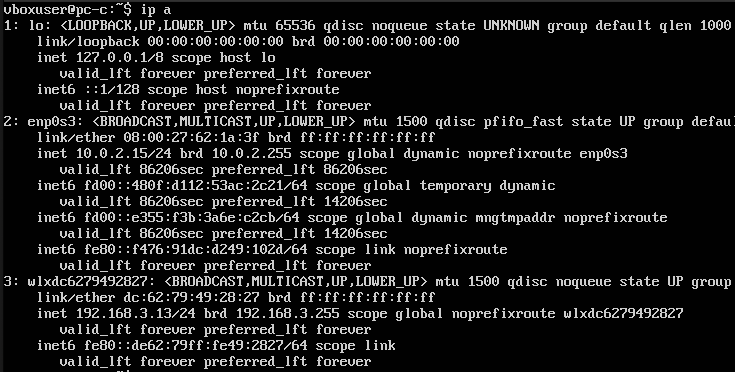 vboxuser@pc-c:~$ ip a
1: lo: <LOOPBACK,UP,LOWER_UP> mtu 65536 qdisc noqueue state UNKNOWN group default qlen 1000
    link/loopback 00:00:00:00:00:00 brd 00:00:00:00:00:00
    inet 127.0.0.1/8 scope host lo
       valid_lft forever preferred_lft forever
    inet6 ::1/128 scope host noprefixroute
       valid_lft forever preferred_lft forever
2: enp0s3: <BROADCAST,MULTICAST,UP,LOWER_UP> mtu 1500 qdisc pfifo_fast state UP group defau
    link/ether 08:00:27:62:1a:3f brd ff:ff:ff:ff:ff:ff
    inet 10.0.2.15/24 brd 10.0.2.255 scope global dynamic noprefixroute enp0s3
       valid_lft 86206sec preferred_lft 86206sec
    inet6 fd00::480f:d112:53ac:2c21/64 scope global temporary dynamic
       valid_lft 86206sec preferred_lft 14206sec
    inet6 fd00::e355:f3b:3a6e:c2cb/64 scope global dynamic mngtmpaddr noprefixroute
       valid_lft 86206sec preferred_lft 14206sec
    inet6 fe80::f476:91dc:d249:102d/64 scope link noprefixroute
       valid_lft forever preferred_lft forever
3: wlxdc6279492827: <BROADCAST,MULTICAST,UP,LOWER_UP> mtu 1500 qdisc noqueue state UP group
    link/ether dc:62:79:49:28:27 brd ff:ff:ff:ff:ff:ff
    inet 192.168.3.13/24 brd 192.168.3.255 scope global noprefixroute wlxdc6279492827
       valid_lft forever preferred_lft forever
    inet6 fe80::de62:79ff:fe49:2827/64 scope link
       valid_lft forever preferred_lft forever